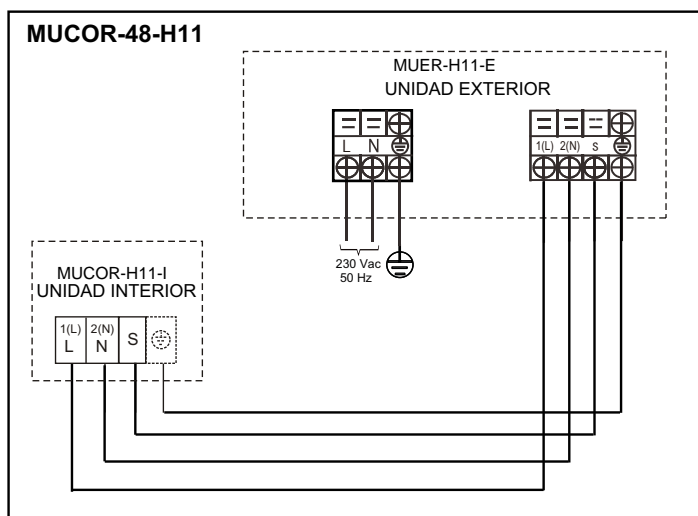 MUCOR-48-H11
MUER-H11-E
UNIDAD EXTERIOR
L N
1(L) 2(N) S
230 Vac
50 Hz
MUCOR-H11-I
UNIDAD INTERIOR
1(L) 2(N)
L N S